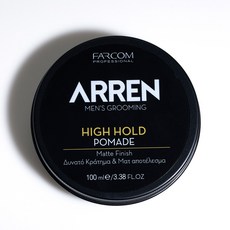 FARCOM
PROFESSIONAL
ARREN
MEN'S GROOMING
HIGH HOLD
POMADE
Matte Finish
Δυνατό Κράτημα & Ματ αποτέλεσμα
100 ml/3.38 FL.OZ